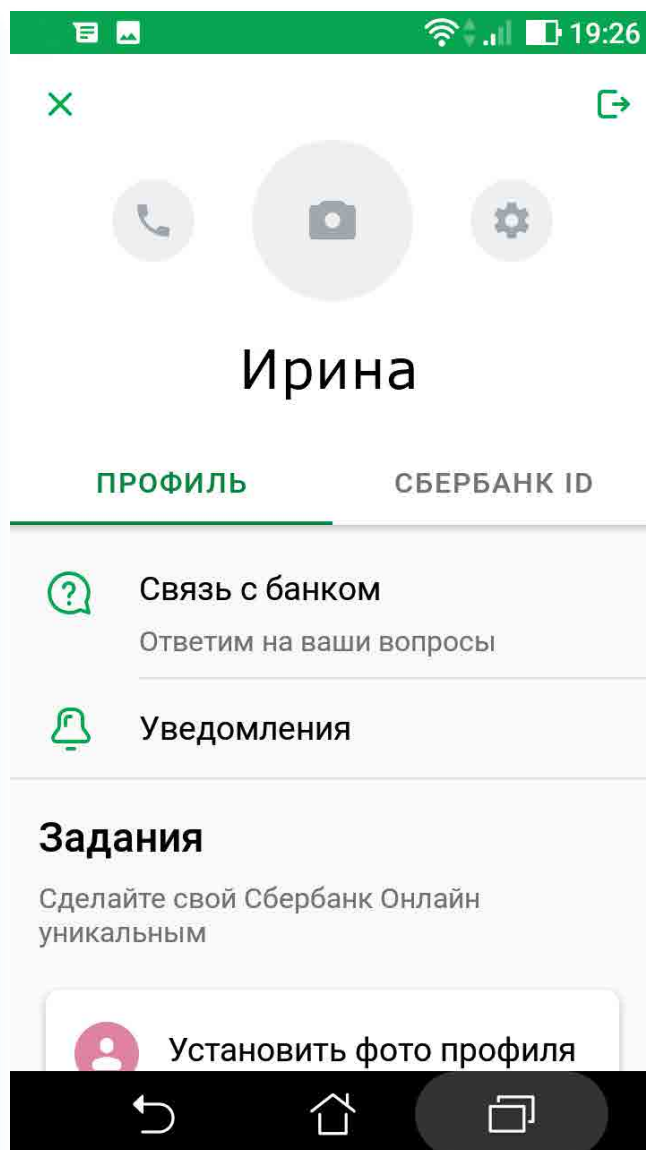 19:26
Ирина
ПРОФИЛЬ СБЕРБАНК ID
Связь с банком
Ответим на ваши вопросы
Уведомления
Задания
Сделайте свой Сбербанк Онлайн
уникальным
Установить фото профиля